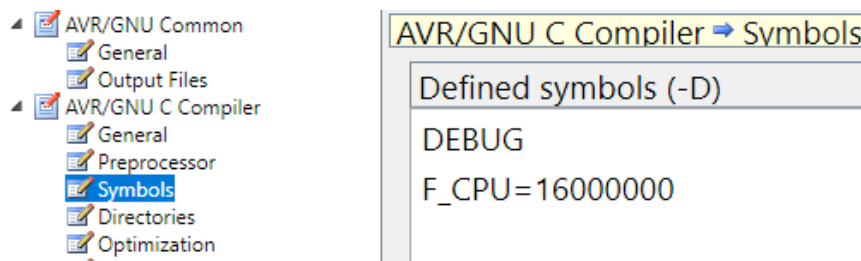 AVR/GNU Common
General
Output Files
AVR/GNU C Compiler
General
Preprocessor
Symbols
Directories
Optimization
AVR/GNU C Compiler ➡ Symbols
Defined symbols (-D)
DEBUG
F_CPU=16000000